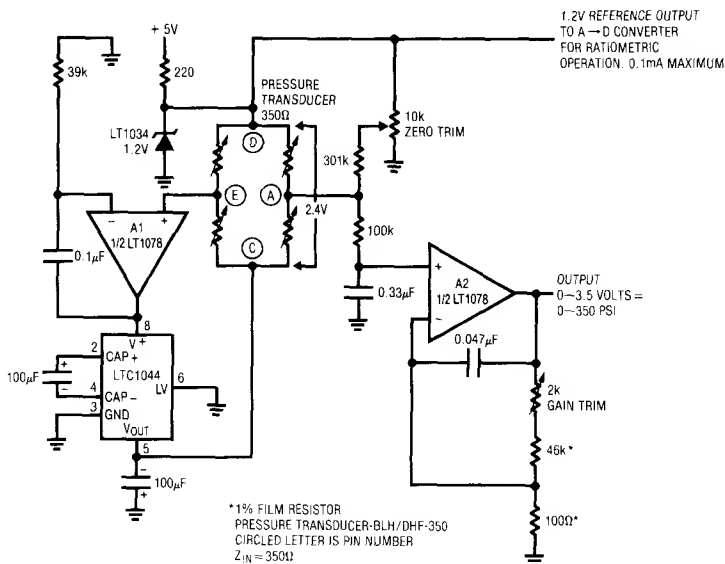 1.2V REFERENCE OUTPUT
TO A→D CONVERTER
FOR RATIOMETRIC
OPERATION. 0.1mA MAXIMUM
+ 5V
39k
220
PRESSURE
TRANSDUCER
350Ω
10k
ZERO TRIM
LT1034
1.2V
D
301k
E
A
2.4V
C
-
+
A1
1/2 LT1078
0.1μF
100k
+
A2
1/2 LT1078
-
0.33μF
OUTPUT
0–3.5 VOLTS =
0–350 PSI
0.047μF
8
V+
2
CAP +
LTC1044
6
LV
100μF
+
-
4
CAP -
3
GND
VOUT
5
2k
GAIN TRIM
46k*
100μF
-
+
100Ω*
*1% FILM RESISTOR
PRESSURE TRANSDUCER-BLH/DHF-350
CIRCLED LETTER IS PIN NUMBER
ZIN = 350Ω